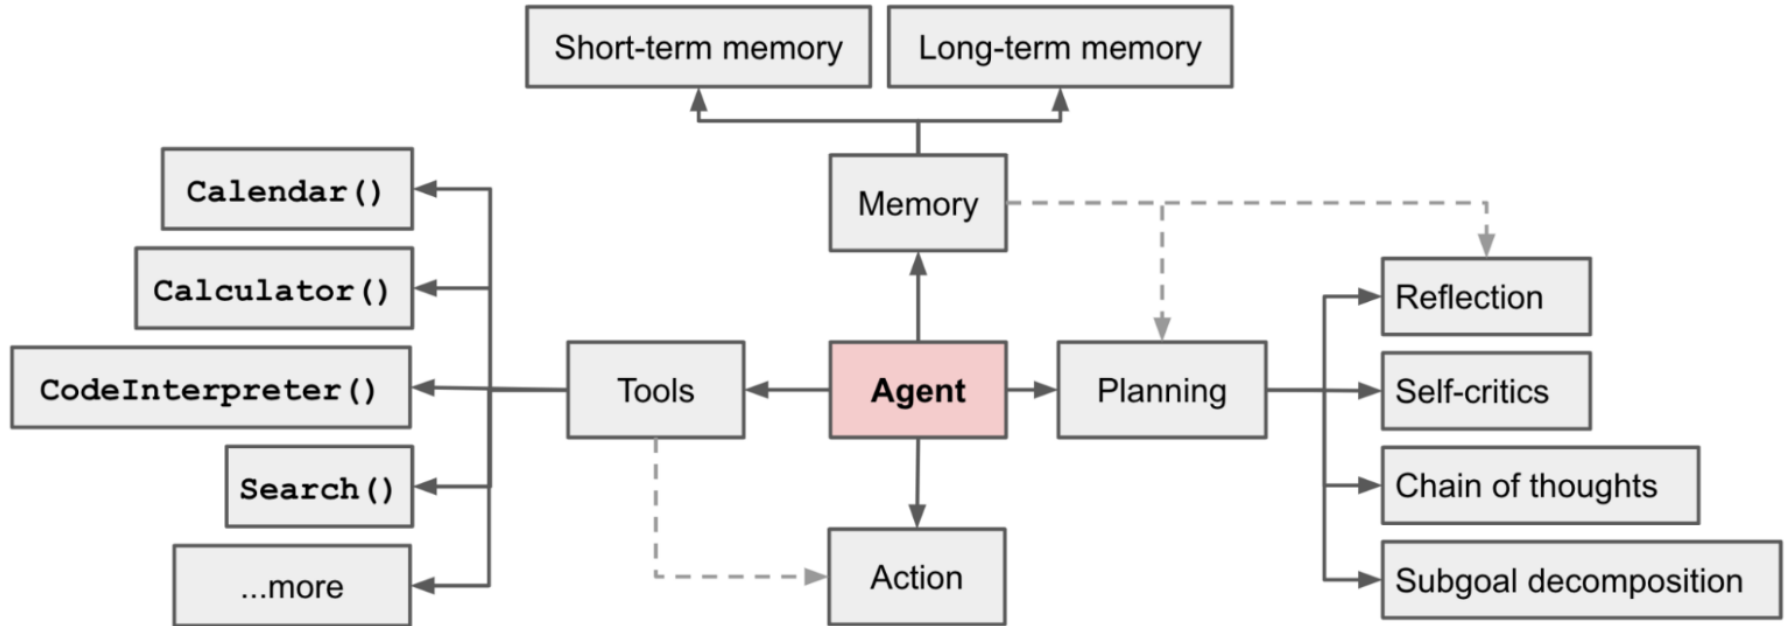 Short-term memory
Long-term memory
Calendar()
Memory
Calculator()
Reflection
CodeInterpreter()
Tools
Agent
Planning
Self-critics
Search()
Chain of thoughts
...more
Action
Subgoal decomposition